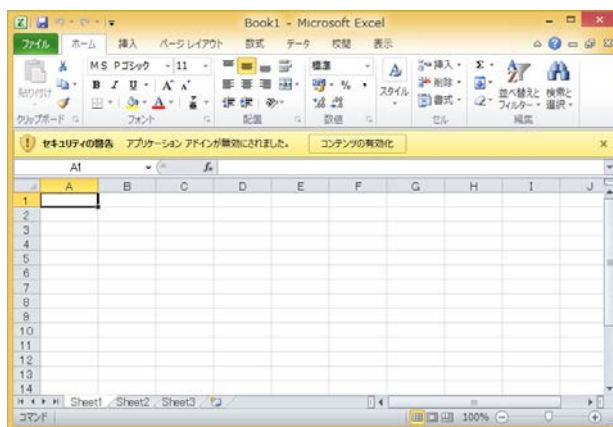 Book1 - Microsoft Excel
ファイル ホーム 挿入 ページレイアウト 数式 データ 校閲 表示
貼り付け
MS Pゴシック 11
B I U
標準
%
スタイル
挿入
削除
書式
並べ替えと
フィルター
検索と
選択
クリップボード フォント 配置 数値 セル 編集
セキュリティの警告 アプリケーション アドインが無効にされました。 コンテンツの有効化
A1 fx
A B C D E F G H I J
1
2
3
4
5
6
7
8
9
10
11
12
13
14
Sheet1 Sheet2 Sheet3
コマンド 100%